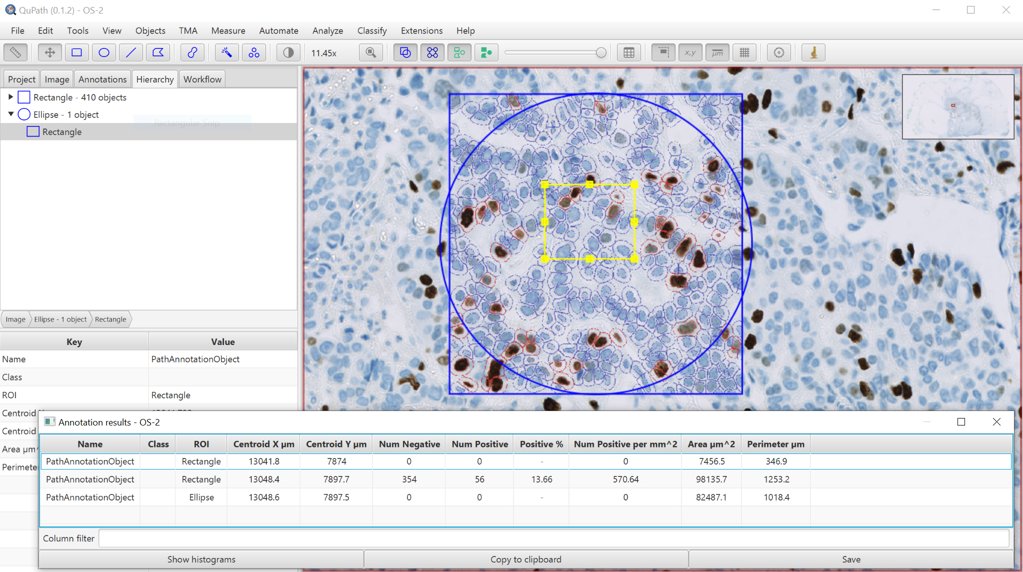 QuPath (0.1.2) - OS-2
File Edit Tools View Objects TMA Measure Automate Analyze Classify Extensions Help
11.45x x,y μm
Project Image Annotations Hierarchy Workflow
Rectangle - 410 objects
Ellipse - 1 object
Rectangle
Image Ellipse - 1 object Rectangle
Key Value
Name PathAnnotationObject
Class
ROI Rectangle
Centroid
Centroid
Area μm
Perimete
Annotation results - OS-2
Name Class ROI Centroid X μm Centroid Y μm Num Negative Num Positive Positive % Num Positive per mm^2 Area μm^2 Perimeter μm
PathAnnotationObject Rectangle 13041.8 7874 0 0 - 0 7456.5 346.9
PathAnnotationObject Rectangle 13048.4 7897.7 354 56 13.66 570.64 98135.7 1253.2
PathAnnotationObject Ellipse 13048.6 7897.5 0 0 - 0 82487.1 1018.4
Column filter
Show histograms Copy to clipboard Save